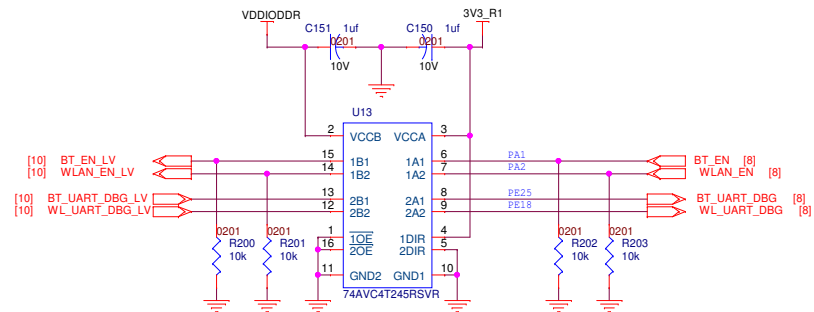 VDDIODDR
3V3_R1
C151 1uf
C150 1uf
0201
0201
10V
10V
U13
2 VCCB VCCA 3
[10] BT_EN_LV 15 1B1 1A1 6 PA1 BT_EN [8]
[10] WLAN_EN_LV 14 1B2 1A2 7 PA2 WLAN_EN [8]
[10] BT_UART_DBG_LV 13 2B1 2A1 8 PE25 BT_UART_DBG [8]
[10] WL_UART_DBG_LV 12 2B2 2A2 9 PE18 WL_UART_DBG [8]
0201 0201 1 1OE 1DIR 4 0201 0201
R200 R201 16 2OE 2DIR 5 R202 R203
10k 10k 11 GND2 GND1 10 10k 10k
74AVC4T245RSVR